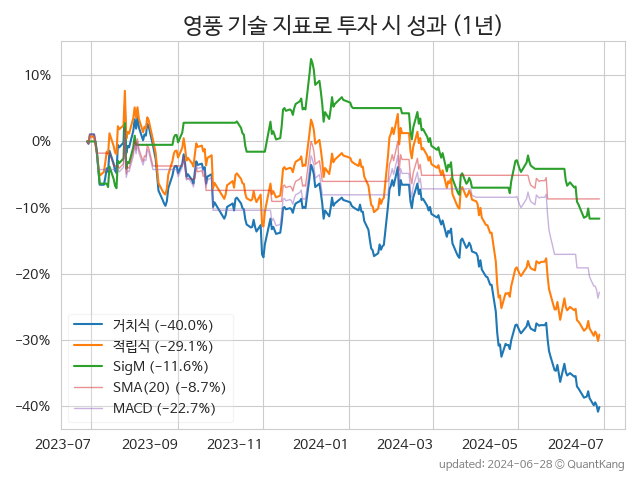 영풍 기술 지표로 투자 시 성과 (1년)
10%
0%
−10%
−20%
−30%
−40%
거치식 (−40.0%)
적립식 (−29.1%)
SigM (−11.6%)
SMA(20) (−8.7%)
MACD (−22.7%)
2023-07 2023-09 2023-11 2024-01 2024-03 2024-05 2024-07
updated: 2024-06-28 © QuantKang